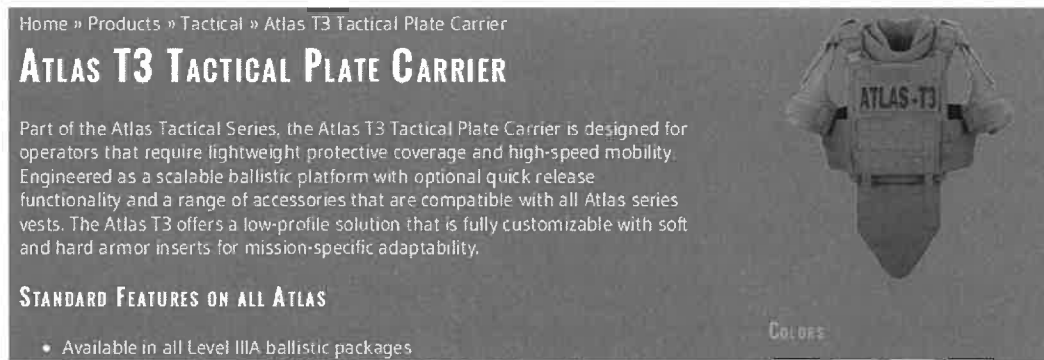 Home » Products » Tactical » Atlas T3 Tactical Plate Carrier
ATLAS T3 TACTICAL PLATE CARRIER
Part of the Atlas Tactical Series, the Atlas T3 Tactical Plate Carrier is designed for
operators that require lightweight protective coverage and high-speed mobility.
Engineered as a scalable ballistic platform with optional quick release
functionality and a range of accessories that are compatible with all Atlas series
vests. The Atlas T3 offers a low-profile solution that is fully customizable with soft
and hard armor inserts for mission-specific adaptability.
STANDARD FEATURES ON ALL ATLAS
• Available in all Level IIIA ballistic packages
ATLAS-T3
COLORS